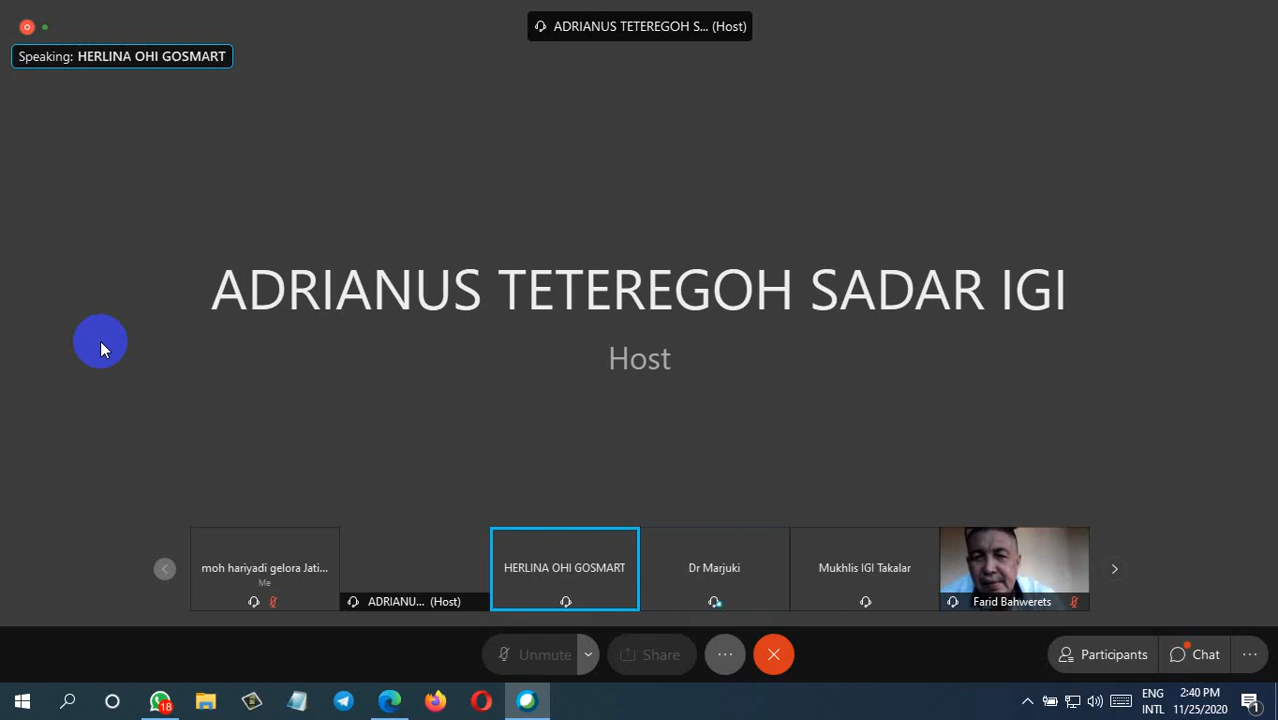 ADRIANUS TETEREGOH S... (Host)
Speaking: HERLINA OHI GOSMART
ADRIANUS TETEREGOH SADAR IGI
Host
moh hariyadi gelora Jati...
Me
ADRIANU... (Host)
HERLINA OHI GOSMART
Dr Marjuki
Mukhlis IGI Takalar
Farid Bahwerets
Unmute
Share
Participants
Chat
18
ENG
INTL
2:40 PM
11/25/2020
1